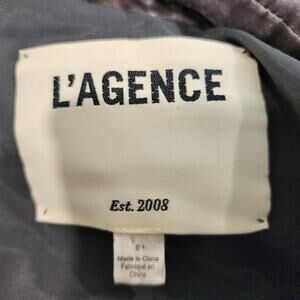 L'AGENCE
Est. 2008
Made in China
Fabriqué en
Chine